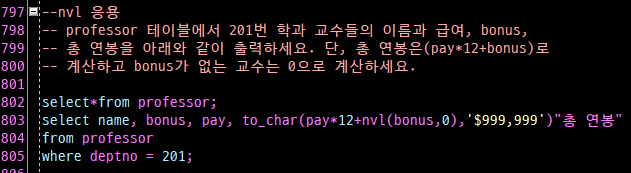 797 --nvl 응용
798 -- professor 테이블에서 201번 학과 교수들의 이름과 급여, bonus,
799 -- 총 연봉을 아래와 같이 출력하세요. 단, 총 연봉은(pay*12+bonus)로
800 -- 계산하고 bonus가 없는 교수는 0으로 계산하세요.
801
802 select*from professor;
803 select name, bonus, pay, to_char(pay*12+nvl(bonus,0),'$999,999')"총 연봉"
804 from professor
805 where deptno = 201;